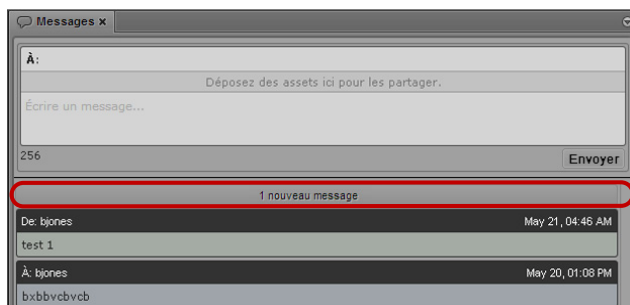 Messages x
À:
Déposez des assets ici pour les partager.
Écrire un message...
256
Envoyer
1 nouveau message
De: bjones May 21, 04:46 AM
test 1
À: bjones May 20, 01:08 PM
bxbbvcbvcb